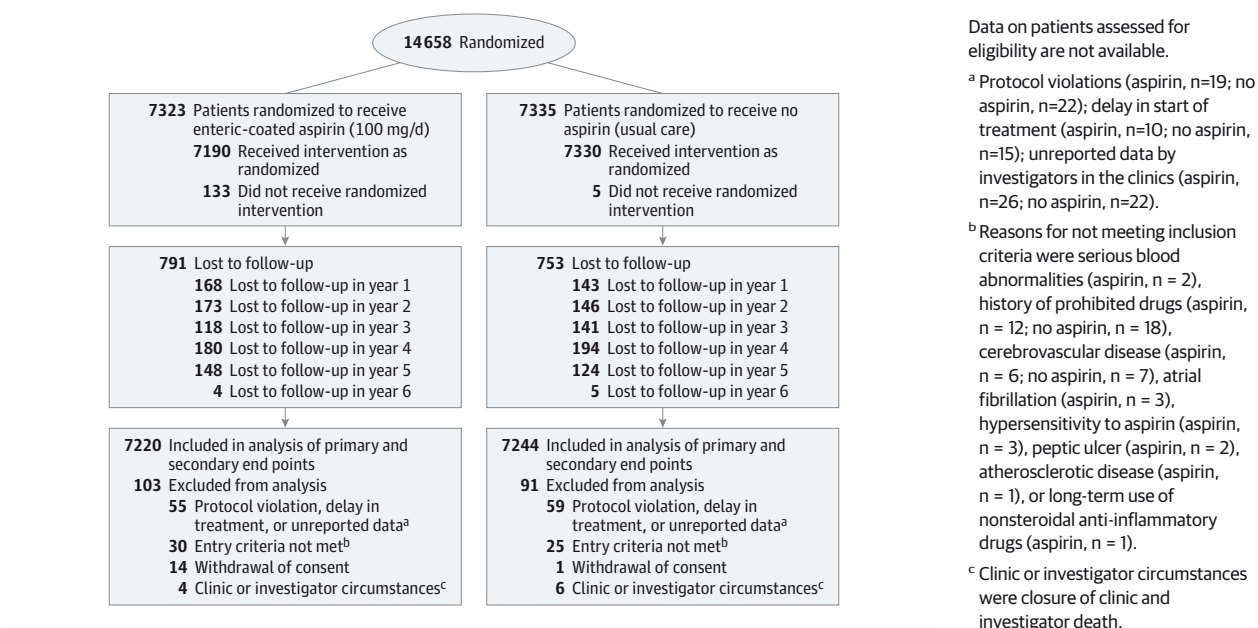 14658 Randomized
7323 Patients randomized to receive
enteric-coated aspirin (100 mg/d)
7190 Received intervention as
randomized
133 Did not receive randomized
intervention
7335 Patients randomized to receive no
aspirin (usual care)
7330 Received intervention as
randomized
5 Did not receive randomized
intervention
791 Lost to follow-up
168 Lost to follow-up in year 1
173 Lost to follow-up in year 2
118 Lost to follow-up in year 3
180 Lost to follow-up in year 4
148 Lost to follow-up in year 5
4 Lost to follow-up in year 6
753 Lost to follow-up
143 Lost to follow-up in year 1
146 Lost to follow-up in year 2
141 Lost to follow-up in year 3
194 Lost to follow-up in year 4
124 Lost to follow-up in year 5
5 Lost to follow-up in year 6
7220 Included in analysis of primary and
secondary end points
103 Excluded from analysis
55 Protocol violation, delay in
treatment, or unreported dataᵃ
30 Entry criteria not metᵇ
14 Withdrawal of consent
4 Clinic or investigator circumstancesᶜ
7244 Included in analysis of primary and
secondary end points
91 Excluded from analysis
59 Protocol violation, delay in
treatment, or unreported dataᵃ
25 Entry criteria not metᵇ
1 Withdrawal of consent
6 Clinic or investigator circumstancesᶜ
Data on patients assessed for
eligibility are not available.
ᵃ Protocol violations (aspirin, n=19; no
aspirin, n=22); delay in start of
treatment (aspirin, n=10; no aspirin,
n=15); unreported data by
investigators in the clinics (aspirin,
n=26; no aspirin, n=22).
ᵇ Reasons for not meeting inclusion
criteria were serious blood
abnormalities (aspirin, n = 2),
history of prohibited drugs (aspirin,
n = 12; no aspirin, n = 18),
cerebrovascular disease (aspirin,
n = 6; no aspirin, n = 7), atrial
fibrillation (aspirin, n = 3),
hypersensitivity to aspirin (aspirin,
n = 3), peptic ulcer (aspirin, n = 2),
atherosclerotic disease (aspirin,
n = 1), or long-term use of
nonsteroidal anti-inflammatory
drugs (aspirin, n = 1).
ᶜ Clinic or investigator circumstances
were closure of clinic and
investigator death.